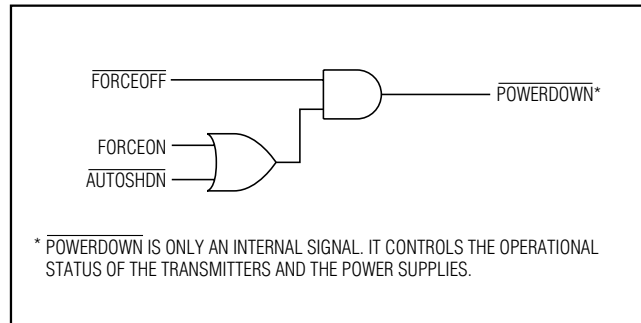 FORCEOFF
POWERDOWN*
FORCEON
AUTOSHDN
* POWERDOWN IS ONLY AN INTERNAL SIGNAL. IT CONTROLS THE OPERATIONAL
STATUS OF THE TRANSMITTERS AND THE POWER SUPPLIES.